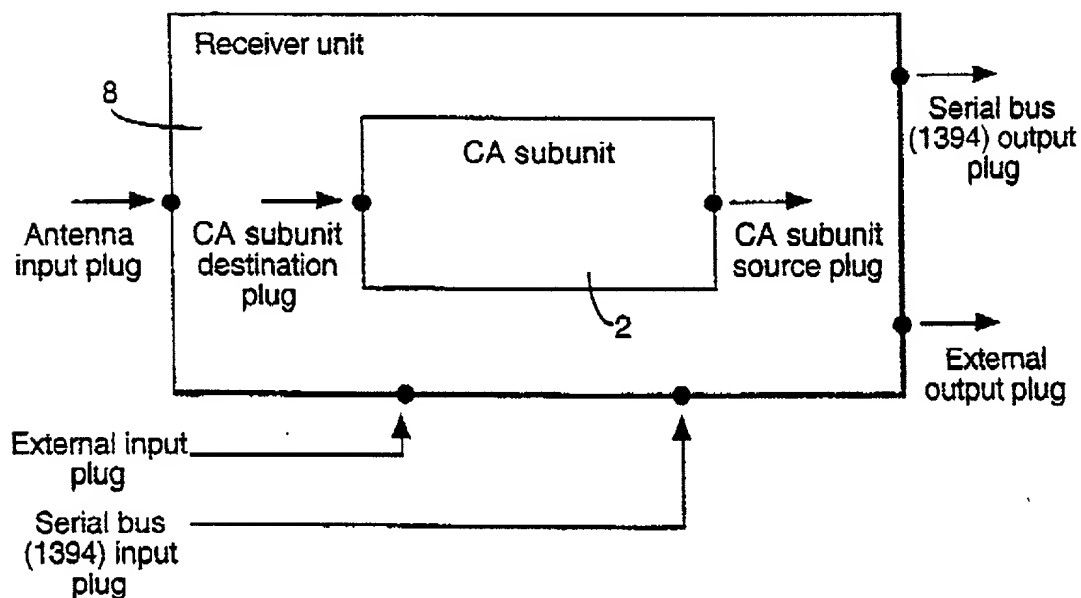 Receiver unit
8
CA subunit
Serial bus
(1394) output
plug
Antenna
input plug
CA subunit
destination
plug
CA subunit
source plug
2
External
output plug
External input
plug
Serial bus
(1394) input
plug